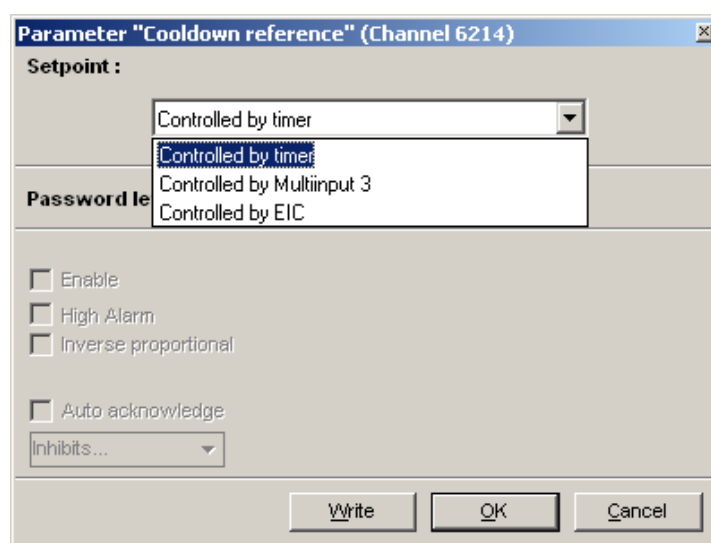 Parameter "Cooldown reference" (Channel 6214)
Setpoint :
Controlled by timer
Controlled by timer
Controlled by Multiinput 3
Controlled by EIC
Password le
Enable
High Alarm
Inverse proportional
Auto acknowledge
Inhibits...
Write OK Cancel